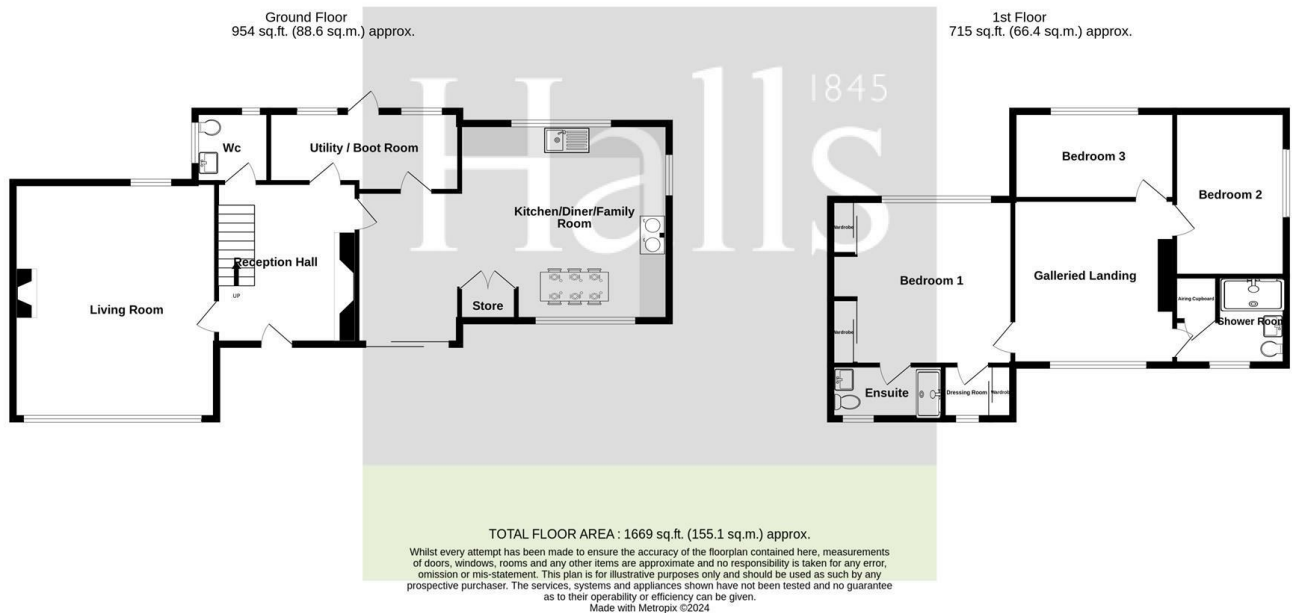 Ground Floor
954 sq.ft. (88.6 sq.m.) approx.
1st Floor
715 sq.ft. (66.4 sq.m.) approx.
Halls
1845
Wc
Utility / Boot Room
Kitchen/Diner/Family
Room
Reception Hall
UP
Living Room
Store
Bedroom 3
Bedroom 2
Wardrobe
Bedroom 1
Galleried Landing
Airing Cupboard
Wardrobe
Shower Room
Ensuite
Dressing Room
Wardrobe
TOTAL FLOOR AREA : 1669 sq.ft. (155.1 sq.m.) approx.
Whilst every attempt has been made to ensure the accuracy of the floorplan contained here, measurements
of doors, windows, rooms and any other items are approximate and no responsibility is taken for any error,
omission or mis-statement. This plan is for illustrative purposes only and should be used as such by any
prospective purchaser. The services, systems and appliances shown have not been tested and no guarantee
as to their operability or efficiency can be given.
Made with Metropix ©2024